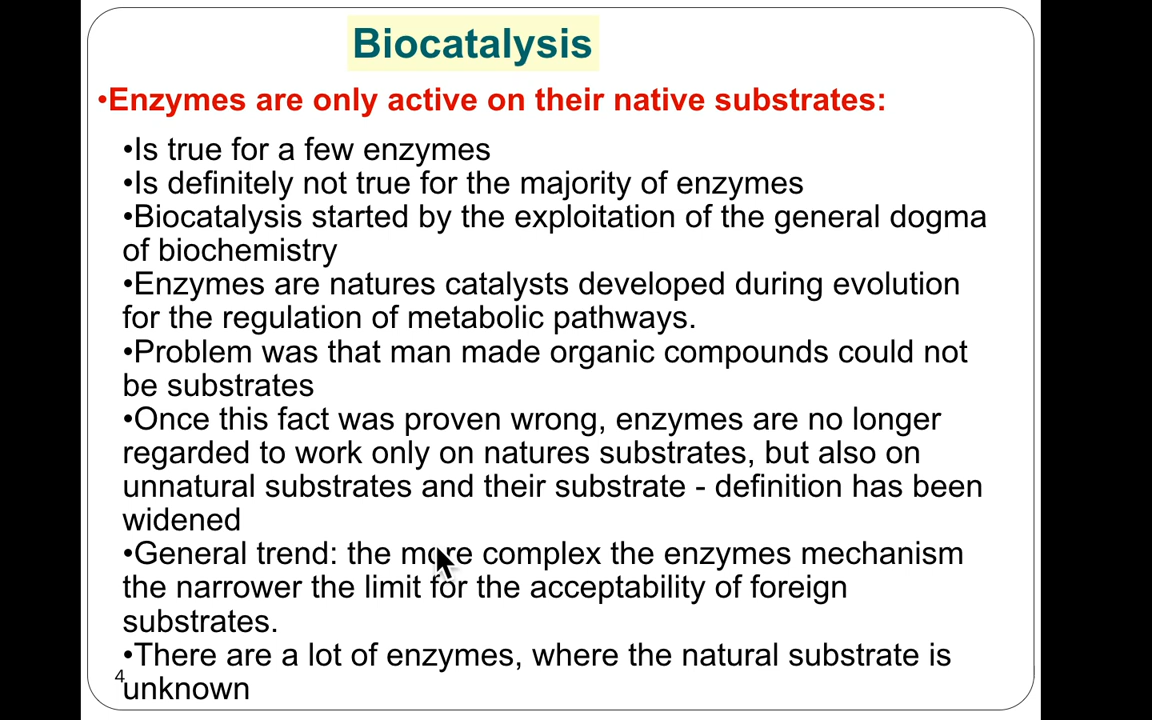 Biocatalysis
•Enzymes are only active on their native substrates:
•Is true for a few enzymes
•Is definitely not true for the majority of enzymes
•Biocatalysis started by the exploitation of the general dogma
of biochemistry
•Enzymes are natures catalysts developed during evolution
for the regulation of metabolic pathways.
•Problem was that man made organic compounds could not
be substrates
•Once this fact was proven wrong, enzymes are no longer
regarded to work only on natures substrates, but also on
unnatural substrates and their substrate - definition has been
widened
•General trend: the more complex the enzymes mechanism
the narrower the limit for the acceptability of foreign
substrates.
•There are a lot of enzymes, where the natural substrate is
unknown
4